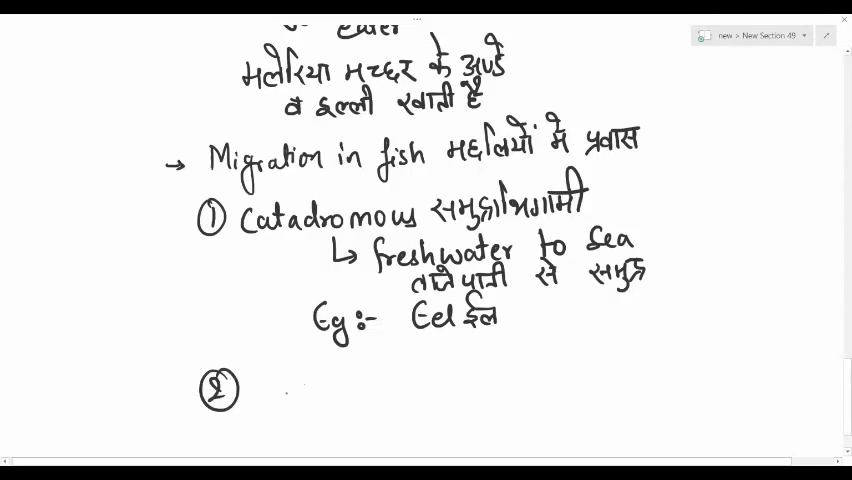 new > New Section 49
eater
मलेरिया मच्छर के अण्डे
व इल्ली खाती है
→ Migration in fish मछलियों में प्रवास
① Catadromous समुद्राभिगामी
↳ freshwater to Sea
ताजे पानी से समुद्र
Eg :- Eel ईल
②